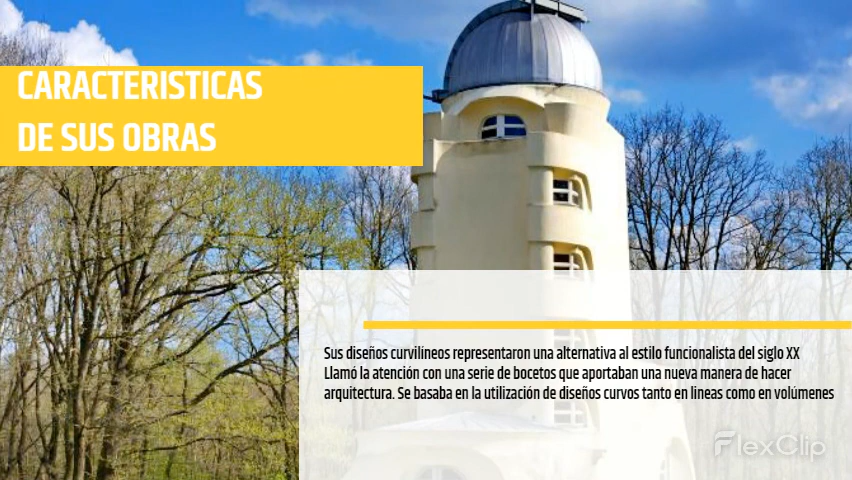 CARACTERISTICAS
DE SUS OBRAS
Sus diseños curvilíneos representaron una alternativa al estilo funcionalista del siglo XX
Llamó la atención con una serie de bocetos que aportaban una nueva manera de hacer
arquitectura. Se basaba en la utilización de diseños curvos tanto en lineas como en volúmenes
FlexClip